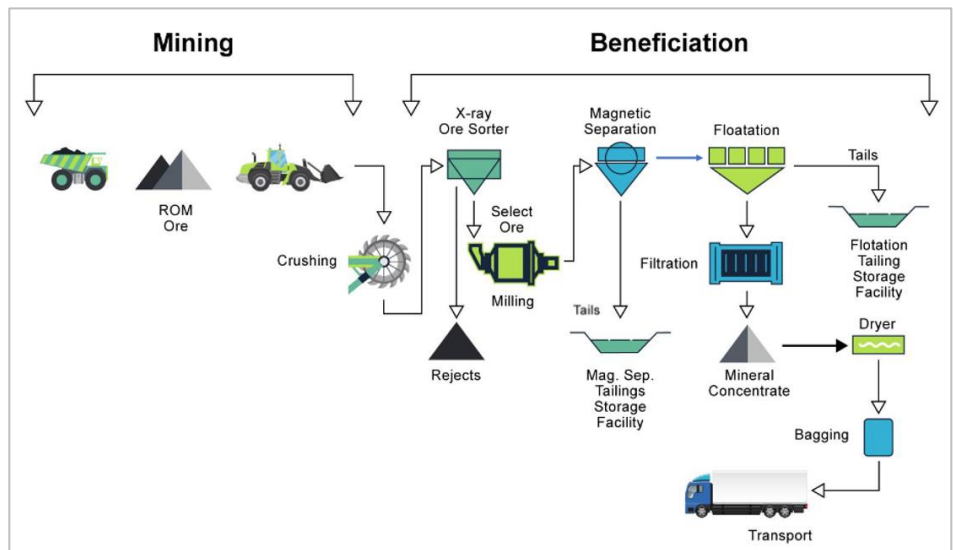 Mining
Beneficiation
X-ray
Ore Sorter
Magnetic
Separation
Floatation
Tails
ROM
Ore
Select
Ore
Crushing
Milling
Filtration
Flotation
Tailing
Storage
Facility
Tails
Dryer
Rejects
Mag. Sep.
Tailings
Storage
Facility
Mineral
Concentrate
Bagging
Transport